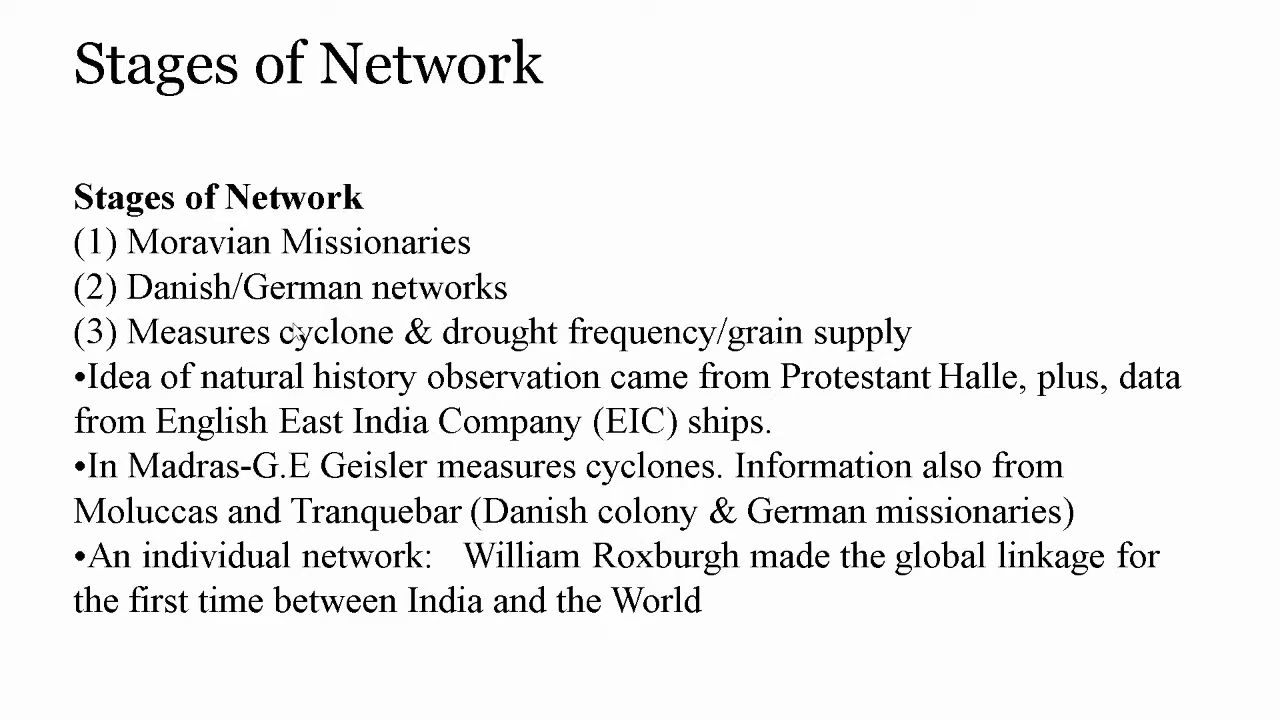 Stages of Network
Stages of Network
(1) Moravian Missionaries
(2) Danish/German networks
(3) Measures cyclone & drought frequency/grain supply
•Idea of natural history observation came from Protestant Halle, plus, data
from English East India Company (EIC) ships.
•In Madras-G.E Geisler measures cyclones. Information also from
Moluccas and Tranquebar (Danish colony & German missionaries)
•An individual network: William Roxburgh made the global linkage for
the first time between India and the World